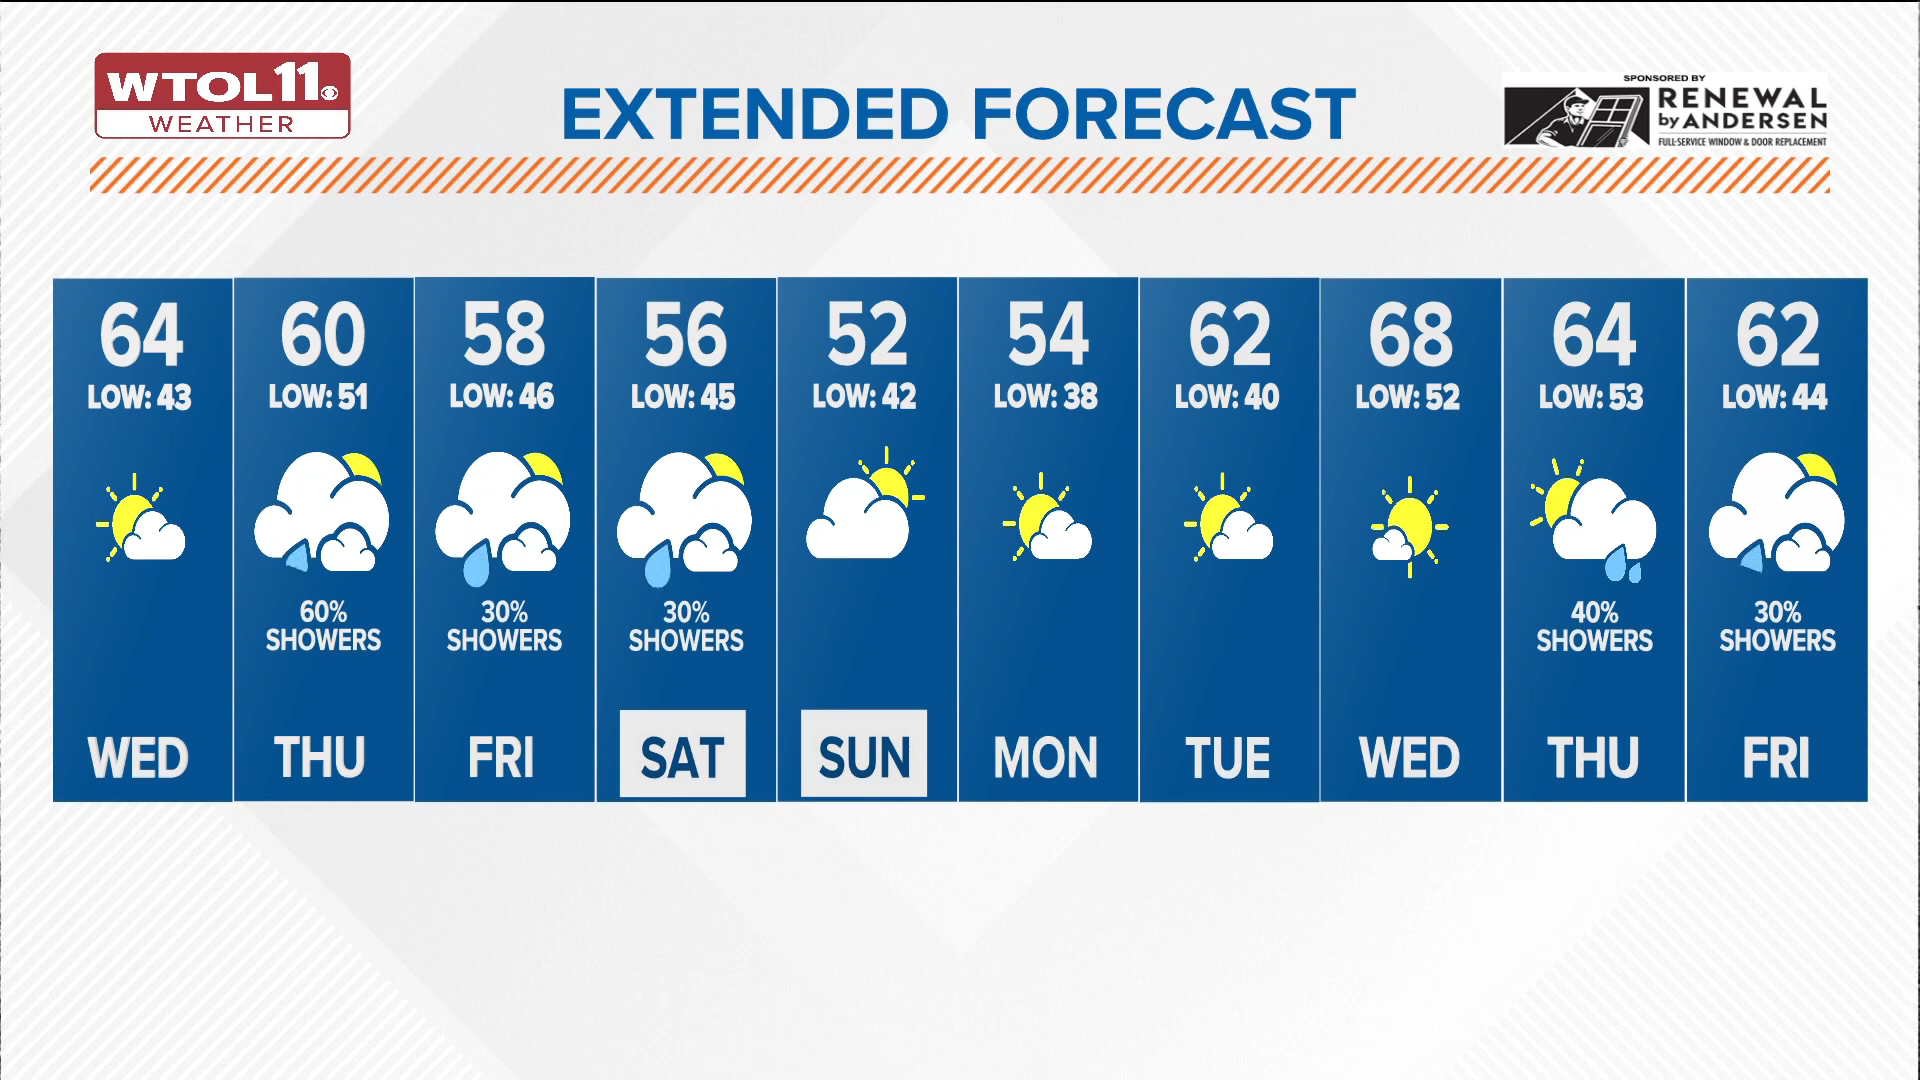 WTOL11
WEATHER
EXTENDED FORECAST
SPONSORED BY
RENEWAL
by ANDERSEN
FULL-SERVICE WINDOW & DOOR REPLACEMENT
64
LOW: 43
WED
60
LOW: 51
60%
SHOWERS
THU
58
LOW: 46
30%
SHOWERS
FRI
56
LOW: 45
30%
SHOWERS
SAT
52
LOW: 42
SUN
54
LOW: 38
MON
62
LOW: 40
TUE
68
LOW: 52
WED
64
LOW: 53
40%
SHOWERS
THU
62
LOW: 44
30%
SHOWERS
FRI